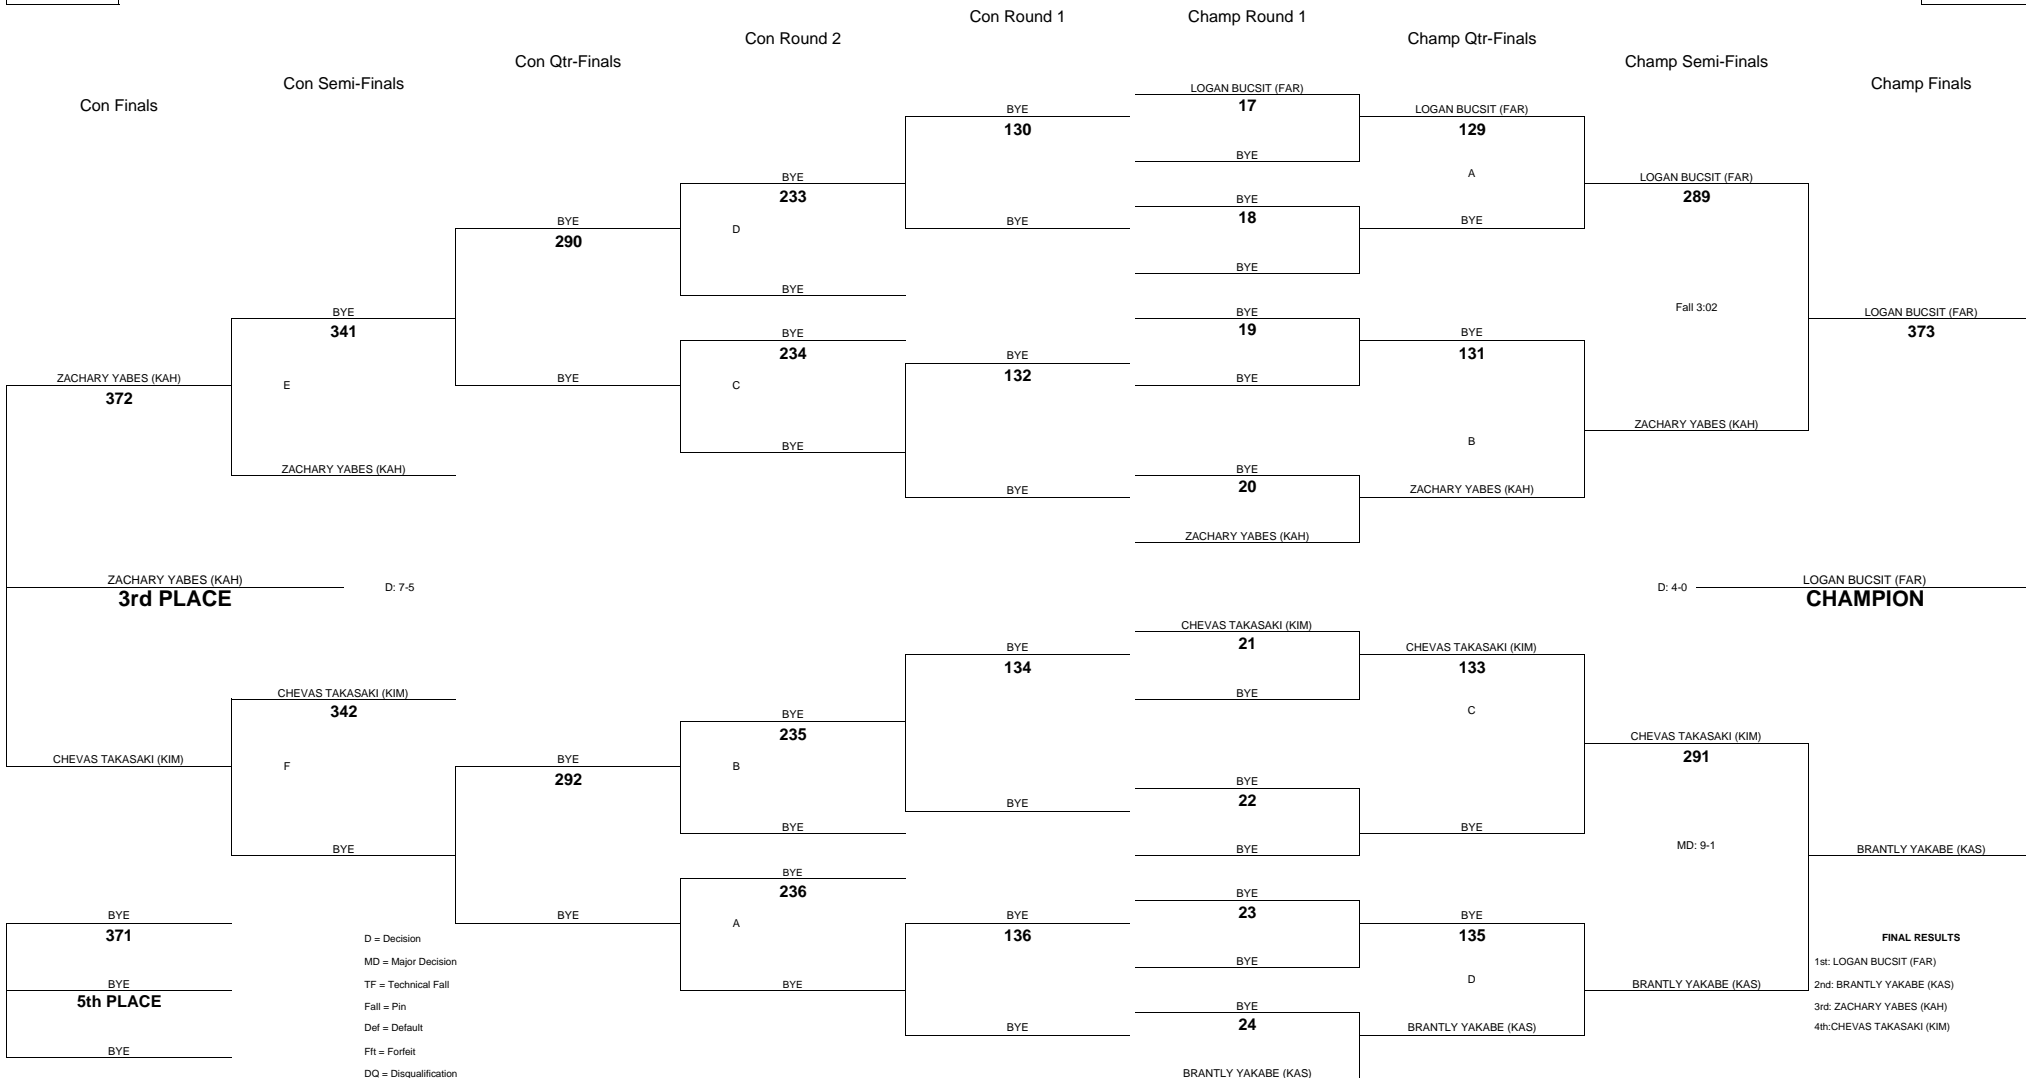 Con Round 1
Champ Round 1
Con Round 2
Champ Qtr-Finals
Con Qtr-Finals
Champ Semi-Finals
Con Semi-Finals
Champ Finals
Con Finals
LOGAN BUCSIT (FAR)
17
BYE
130
LOGAN BUCSIT (FAR)
129
BYE
A
BYE
233
LOGAN BUCSIT (FAR)
289
BYE
18
BYE
290
D
BYE
BYE
BYE
BYE
Fall 3:02
BYE
341
BYE
19
LOGAN BUCSIT (FAR)
373
BYE
234
BYE
131
BYE
132
ZACHARY YABES (KAH)
372
E
BYE
C
BYE
ZACHARY YABES (KAH)
B
BYE
ZACHARY YABES (KAH)
BYE
20
BYE
ZACHARY YABES (KAH)
ZACHARY YABES (KAH)
ZACHARY YABES (KAH)
3rd PLACE
D: 7-5
D: 4-0
LOGAN BUCSIT (FAR)
CHAMPION
CHEVAS TAKASAKI (KIM)
21
BYE
134
CHEVAS TAKASAKI (KIM)
133
CHEVAS TAKASAKI (KIM)
342
BYE
C
BYE
235
CHEVAS TAKASAKI (KIM)
291
CHEVAS TAKASAKI (KIM)
F
BYE
292
B
BYE
22
BYE
BYE
BYE
BYE
BYE
MD: 9-1
BRANTLY YAKABE (KAS)
BYE
236
BYE
23
BYE
371
BYE
A
BYE
136
BYE
135
D = Decision
FINAL RESULTS
MD = Major Decision
BYE
1st: LOGAN BUCSIT (FAR)
BYE
5th PLACE
TF = Technical Fall
BYE
D
BRANTLY YAKABE (KAS)
2nd: BRANTLY YAKABE (KAS)
Fall = Pin
BYE
24
3rd: ZACHARY YABES (KAH)
Def = Default
BYE
BRANTLY YAKABE (KAS)
4th:CHEVAS TAKASAKI (KIM)
BYE
Fft = Forfeit
DQ = Disqualification
BRANTLY YAKABE (KAS)